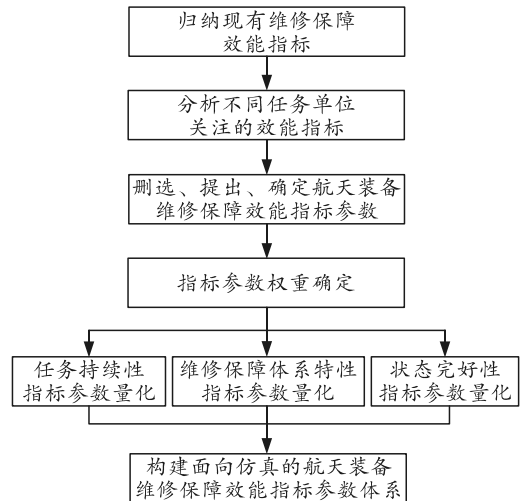 归纳现有维修保障
效能指标
分析不同任务单位
关注的效能指标
删选、提出、确定航天装备
维修保障效能指标参数
指标参数权重确定
任务持续性
指标参数量化
维修保障体系特性
指标参数量化
状态完好性
指标参数量化
构建面向仿真的航天装备
维修保障效能指标参数体系